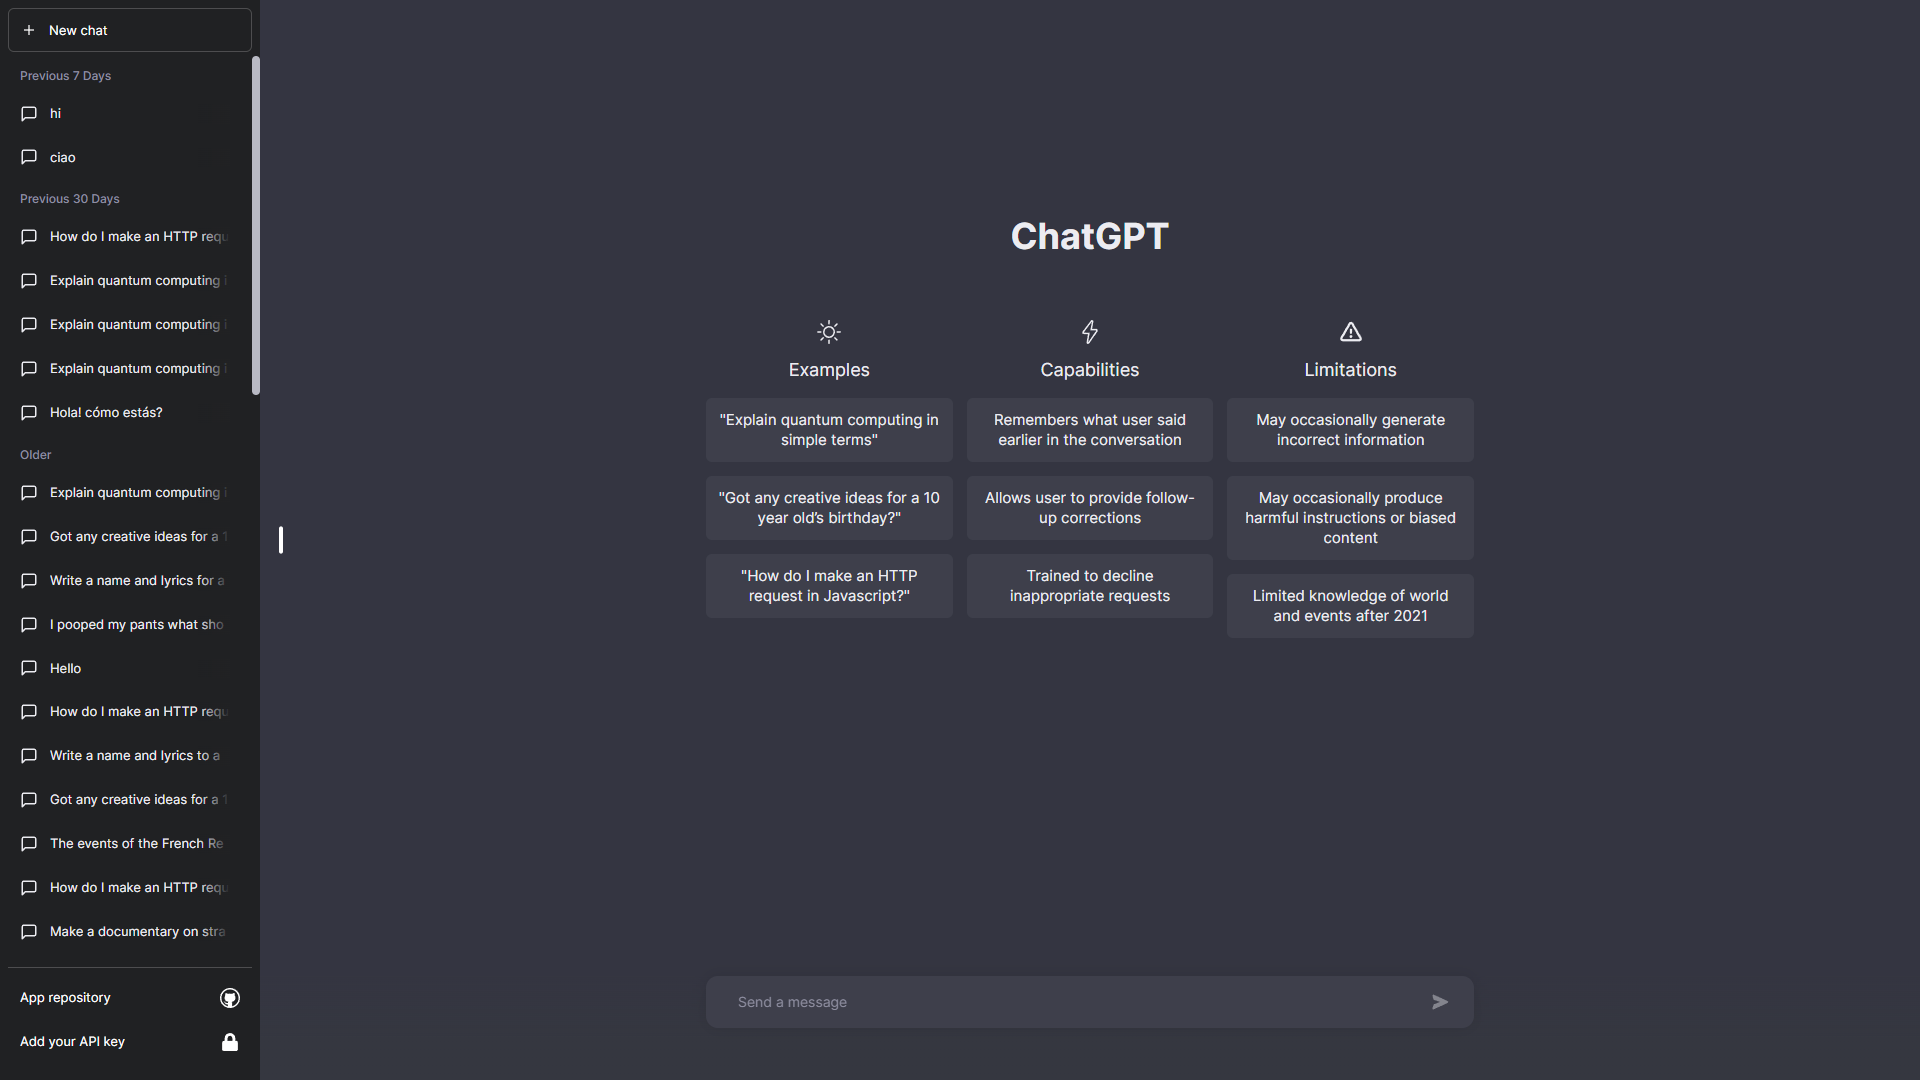 New chat
Previous 7 Days
hi
ciao
Previous 30 Days
How do I make an HTTP requ
Explain quantum computing i
Explain quantum computing i
Explain quantum computing i
Hola! cómo estás?
Older
Explain quantum computing i
Got any creative ideas for a 1
Write a name and lyrics for a
I pooped my pants what sho
Hello
How do I make an HTTP requ
Write a name and lyrics to a
Got any creative ideas for a 1
The events of the French Re
How do I make an HTTP requ
Make a documentary on stra
App repository
Add your API key
ChatGPT
Examples
"Explain quantum computing in
simple terms"
"Got any creative ideas for a 10
year old's birthday?"
"How do I make an HTTP
request in Javascript?"
Capabilities
Remembers what user said
earlier in the conversation
Allows user to provide follow-
up corrections
Trained to decline
inappropriate requests
Limitations
May occasionally generate
incorrect information
May occasionally produce
harmful instructions or biased
content
Limited knowledge of world
and events after 2021
Send a message